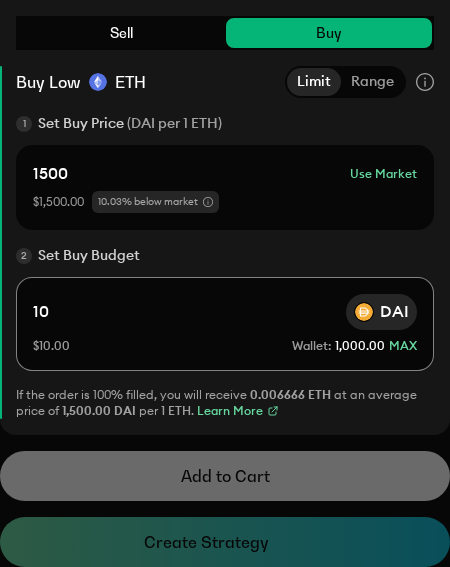 Sell
Buy
Buy Low ETH
Limit Range
1 Set Buy Price (DAI per 1 ETH)
1500
Use Market
$1,500.00 10.03% below market
2 Set Buy Budget
10
DAI
$10.00
Wallet: 1,000.00 MAX
If the order is 100% filled, you will receive 0.006666 ETH at an average
price of 1,500.00 DAI per 1 ETH. Learn More
Add to Cart
Create Strategy